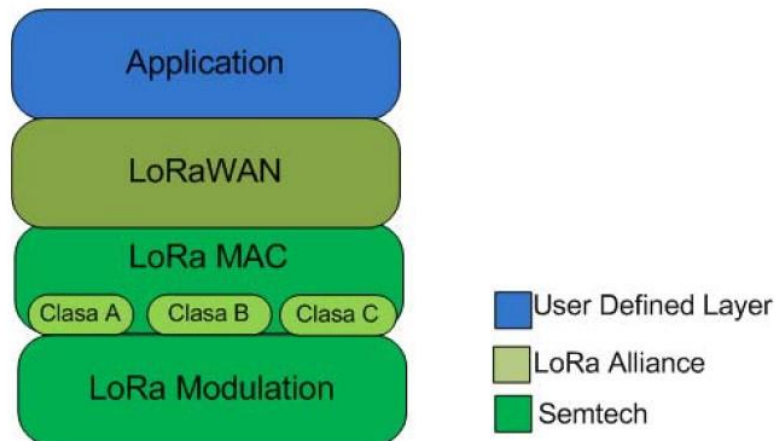 Application
LoRaWAN
LoRa MAC
Clasa A
Clasa B
Clasa C
LoRa Modulation
User Defined Layer
LoRa Alliance
Semtech